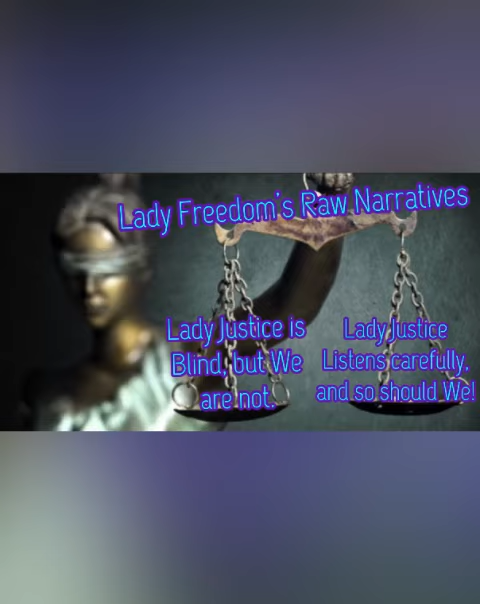 Lady Freedom's Raw Narratives
Lady Justice is
Blind, but We
are not.
Lady Justice
Listens carefully,
and so should We!